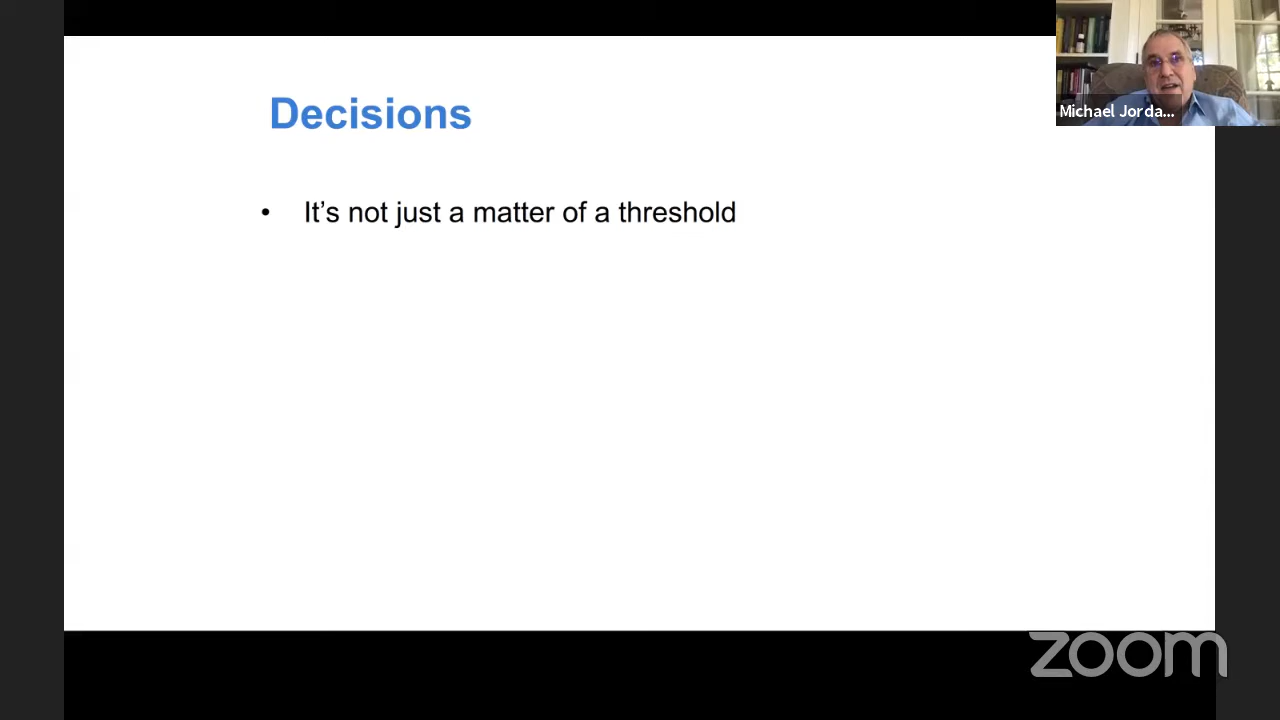 Decisions
• It’s not just a matter of a threshold
Michael Jorda...
zoom